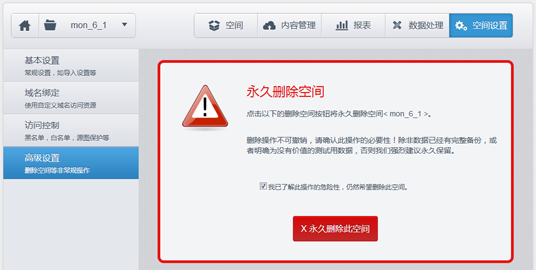 mon_6_1
空间
内容管理
报表
数据处理
空间设置
基本设置
常规设置，如导入设置等
域名绑定
使用自定义域名访问资源
访问控制
黑名单，白名单，源图保护等
高级设置
删除空间等非常规操作
永久删除空间
点击以下的删除空间按钮将永久删除空间< mon_6_1 >。
删除操作不可撤销，请确认此操作的必要性！除非数据已经有完整备份，或
者明确为没有价值的测试用数据，否则我们强烈建议永久保留。
我已了解此操作的危险性，仍然希望删除此空间。
X 永久删除此空间